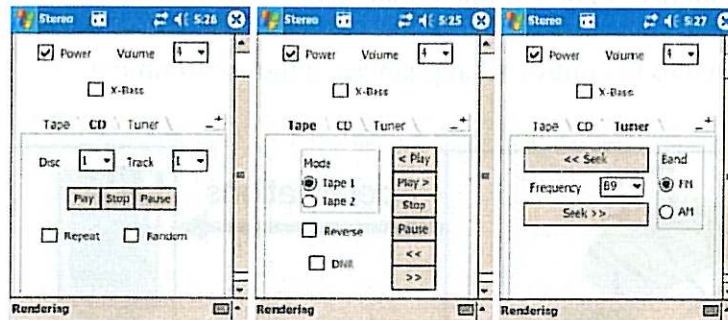 Stereo 5:26
Power Volume 4
X-Bass
Tape CD Tuner
Disc 1 Track 1
Play Stop Pause
Repeat Random
Rendering
Stereo 5:25
Power Volume 4
X-Bass
Tape CD Tuner
Mode
Tape 1
Tape 2
Reverse
DNR
< Play
Play >
Stop
Pause
<<
>>
Rendering
Stereo 5:27
Power Volume 4
X-Bass
Tape CD Tuner
<< Seek
Frequency 89
Seek >>
Band
FM
AM
Rendering